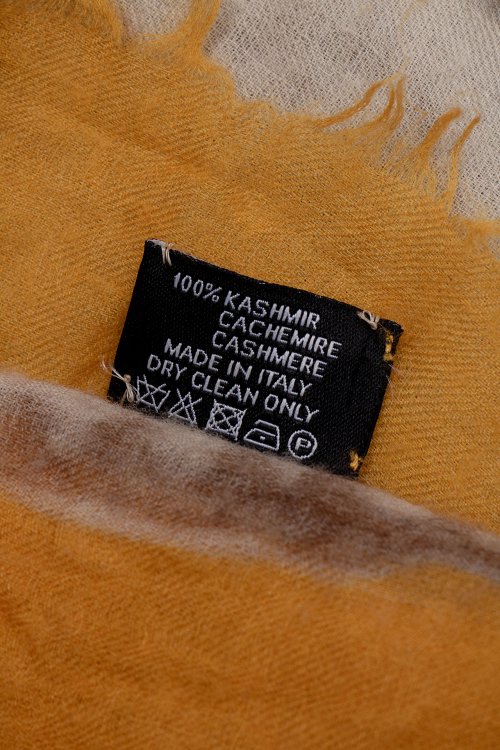 100% KASHMIR
CACHEMIRE
CASHMERE
MADE IN ITALY
DRY CLEAN ONLY
P